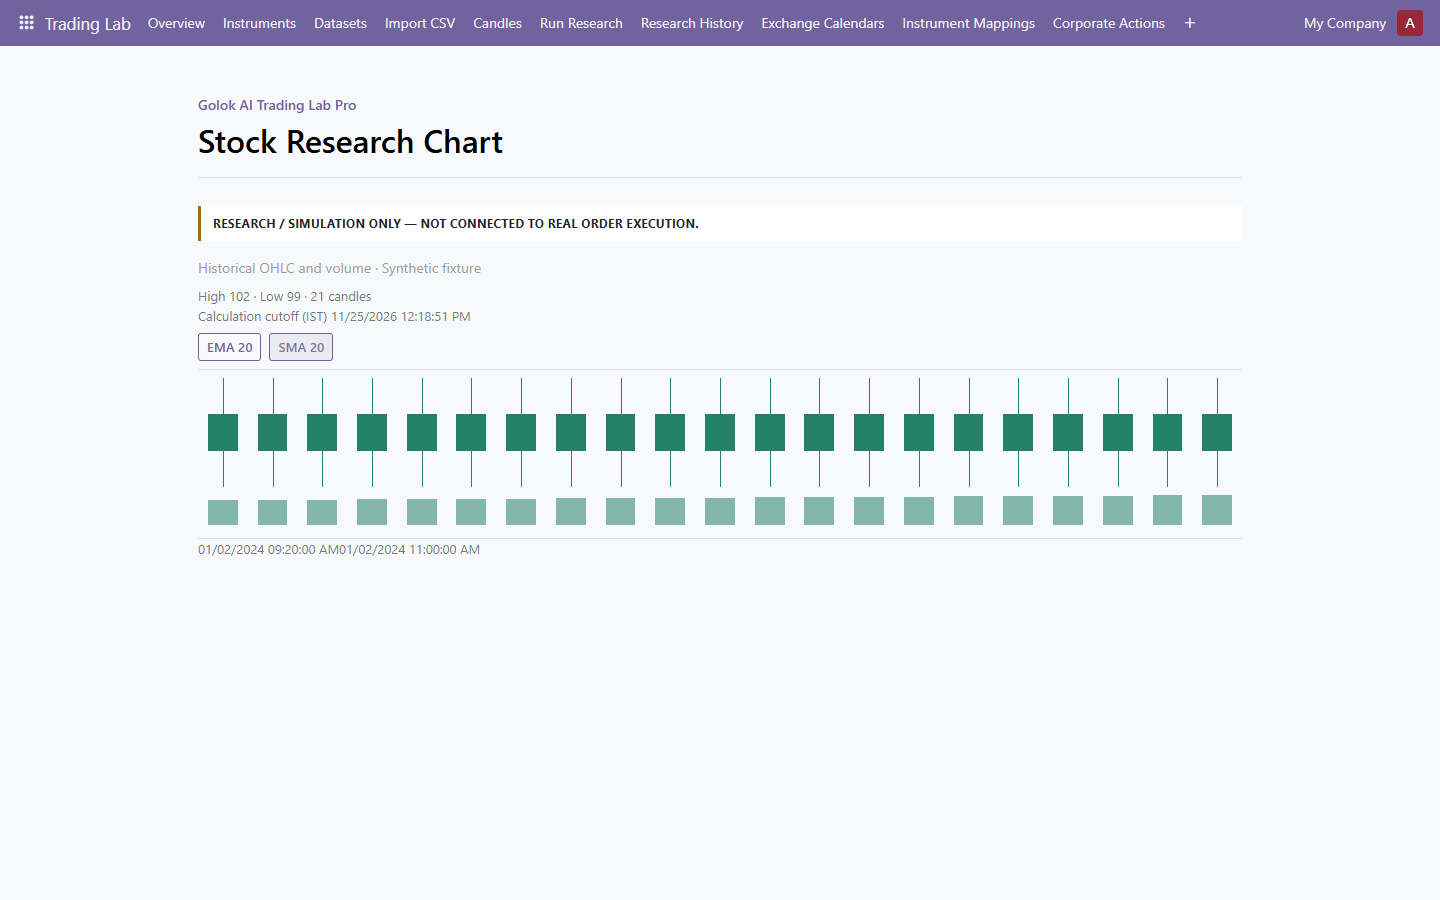 Trading Lab Overview Instruments Datasets Import CSV Candles Run Research Research History Exchange Calendars Instrument Mappings Corporate Actions + My Company A
Golok AI Trading Lab Pro
Stock Research Chart
RESEARCH / SIMULATION ONLY — NOT CONNECTED TO REAL ORDER EXECUTION.
Historical OHLC and volume · Synthetic fixture
High 102 · Low 99 · 21 candles
Calculation cutoff (IST) 11/25/2026 12:18:51 PM
EMA 20 SMA 20
01/02/2024 09:20:00 AM01/02/2024 11:00:00 AM